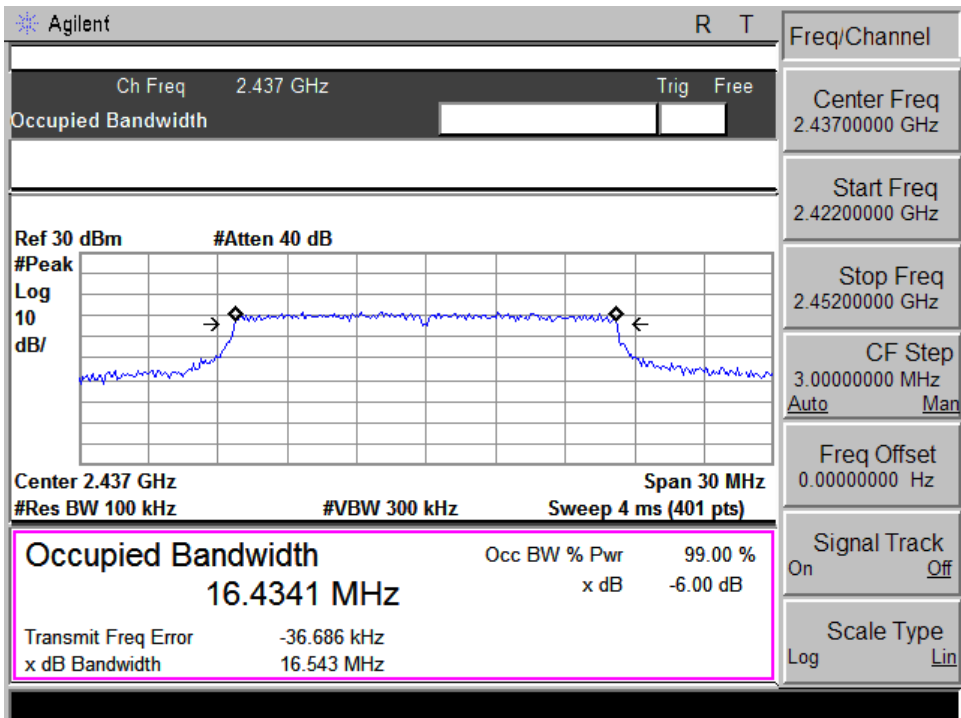 Agilent R T
Ch Freq 2.437 GHz Trig Free
Occupied Bandwidth
Ref 30 dBm #Atten 40 dB
#Peak
Log
10
dB/
Center 2.437 GHz Span 30 MHz
#Res BW 100 kHz #VBW 300 kHz Sweep 4 ms (401 pts)
Occupied Bandwidth
16.4341 MHz
Occ BW % Pwr 99.00 %
x dB -6.00 dB
Transmit Freq Error -36.686 kHz
x dB Bandwidth 16.543 MHz
Freq/Channel
Center Freq
2.43700000 GHz
Start Freq
2.42200000 GHz
Stop Freq
2.45200000 GHz
CF Step
3.00000000 MHz
Auto Man
Freq Offset
0.00000000 Hz
Signal Track
On Off
Scale Type
Log Lin